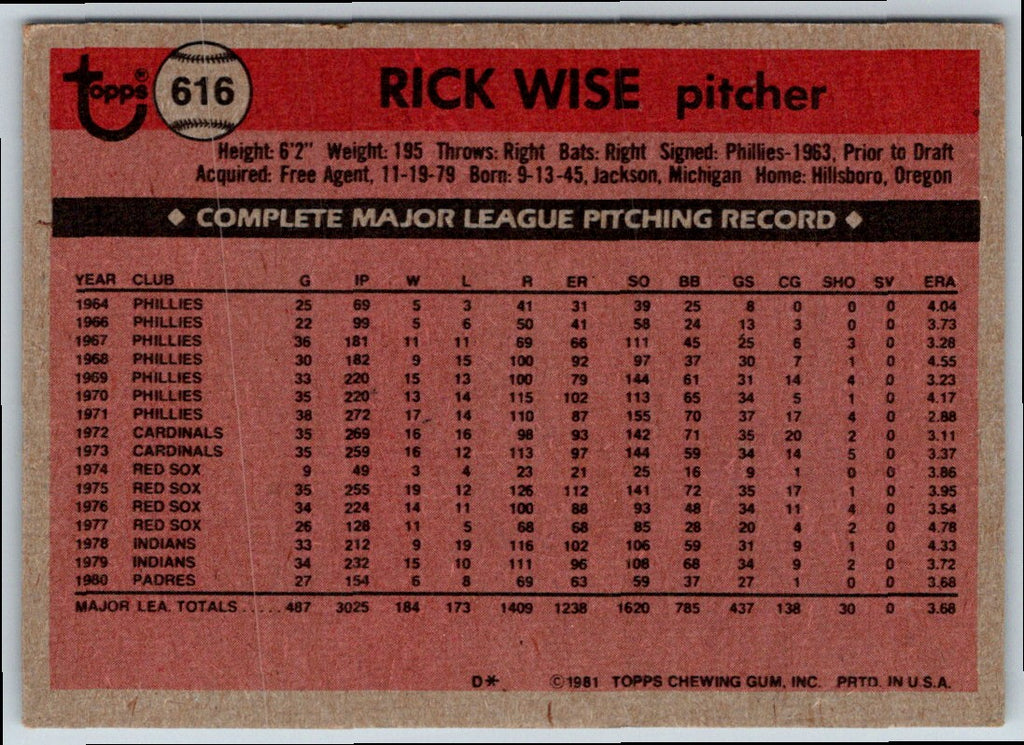 topps® 616 RICK WISE pitcher
Height: 6'2" Weight: 195 Throws: Right Bats: Right Signed: Phillies-1963, Prior to Draft
Acquired: Free Agent, 11-19-79 Born: 9-13-45, Jackson, Michigan Home: Hillsboro, Oregon
◆ COMPLETE MAJOR LEAGUE PITCHING RECORD ◆
YEAR CLUB G IP W L R ER SO BB GS CG SHO SV ERA
1964 PHILLIES 25 69 5 3 41 31 39 25 8 0 0 0 4.04
1966 PHILLIES 22 99 5 6 50 41 58 24 13 3 0 0 3.73
1967 PHILLIES 36 181 11 11 69 66 111 45 25 6 3 0 3.28
1968 PHILLIES 30 182 9 15 100 92 97 37 30 7 1 0 4.55
1969 PHILLIES 33 220 15 13 100 79 144 61 31 14 4 0 3.23
1970 PHILLIES 35 220 13 14 115 102 113 65 34 5 1 0 4.17
1971 PHILLIES 38 272 17 14 110 87 155 70 37 17 4 0 2.88
1972 CARDINALS 35 269 16 16 98 93 142 71 35 20 2 0 3.11
1973 CARDINALS 35 259 16 12 113 97 144 59 34 14 5 0 3.37
1974 RED SOX 9 49 3 4 23 21 25 16 9 1 0 0 3.86
1975 RED SOX 35 255 19 12 126 112 141 72 35 17 1 0 3.95
1976 RED SOX 34 224 14 11 100 88 93 48 34 11 4 0 3.54
1977 RED SOX 26 128 11 5 68 68 85 28 20 4 2 0 4.78
1978 INDIANS 33 212 9 19 116 102 106 59 31 9 1 0 4.33
1979 INDIANS 34 232 15 10 111 96 108 68 34 9 2 0 3.72
1980 PADRES 27 154 6 8 69 63 59 37 27 1 0 0 3.68
MAJOR LEA. TOTALS ..... 487 3025 184 173 1409 1238 1620 785 437 138 30 0 3.68
D* ©1981 TOPPS CHEWING GUM, INC. PRTD. IN U.S.A.